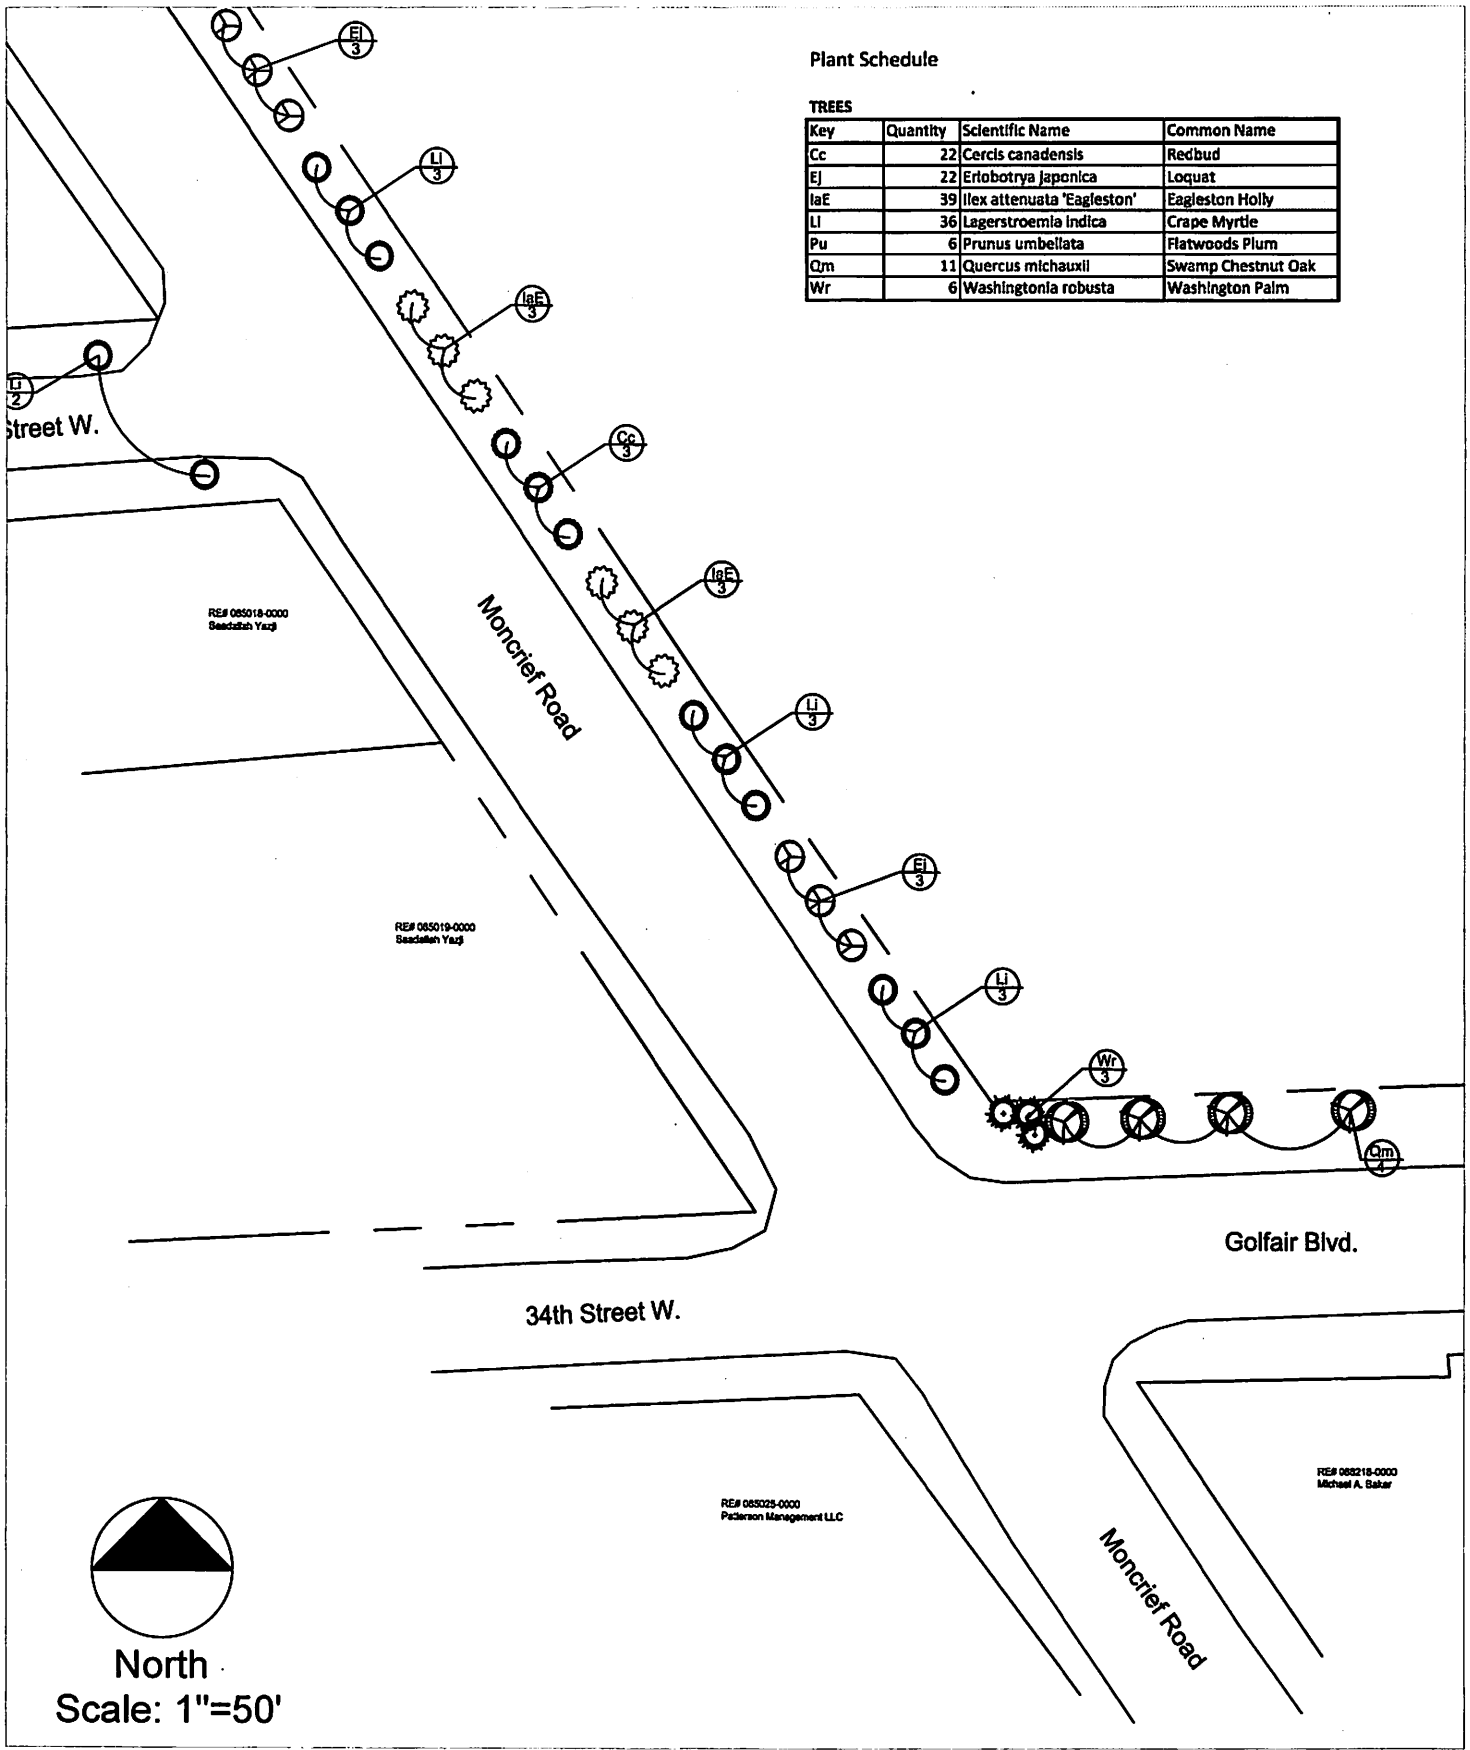 Plant Schedule
TREES
Key Quantity Scientific Name Common Name
Cc 22 Cercis canadensis Redbud
Ej 22 Eriobotrya japonica Loquat
IaE 39 Ilex attenuata 'Eagleston' Eagleston Holly
Li 36 Lagerstroemia indica Crape Myrtle
Pu 6 Prunus umbellata Flatwoods Plum
Qm 11 Quercus michauxii Swamp Chestnut Oak
Wr 6 Washingtonia robusta Washington Palm
Ej
3
Li
3
IaE
3
Li
2
Street W.
Cc
3
IaE
3
RE# 085018-0000
Saadallah Yazji
Moncrief Road
Li
3
Ej
3
RE# 085019-0000
Saadallah Yazji
Li
3
Wr
3
Qm
4
Golfair Blvd.
34th Street W.
RE# 088218-0000
Michael A. Baker
RE# 085025-0000
Patterson Management LLC
Moncrief Road
North
Scale: 1"=50'